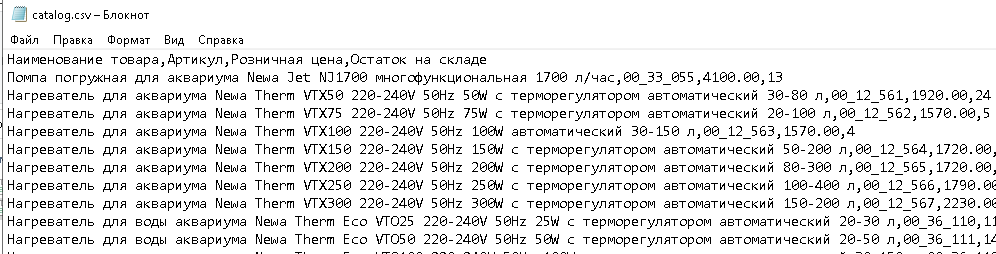 catalog.csv – Блокнот
Файл Правка Формат Вид Справка
Наименование товара,Артикул,Розничная цена,Остаток на складе
Помпа погружная для аквариума Newa Jet NJ1700 многофункциональная 1700 л/час,00_33_055,4100.00,13
Нагреватель для аквариума Newa Therm VTX50 220-240V 50Hz 50W с терморегулятором автоматический 30-80 л,00_12_561,1920.00,24
Нагреватель для аквариума Newa Therm VTX75 220-240V 50Hz 75W с терморегулятором автоматический 20-100 л,00_12_562,1570.00,5
Нагреватель для аквариума Newa Therm VTX100 220-240V 50Hz 100W автоматический 30-150 л,00_12_563,1570.00,4
Нагреватель для аквариума Newa Therm VTX150 220-240V 50Hz 150W с терморегулятором автоматический 50-200 л,00_12_564,1720.00,
Нагреватель для аквариума Newa Therm VTX200 220-240V 50Hz 200W с терморегулятором автоматический 80-300 л,00_12_565,1720.00,
Нагреватель для аквариума Newa Therm VTX250 220-240V 50Hz 250W с терморегулятором автоматический 100-400 л,00_12_566,1790.00
Нагреватель для аквариума Newa Therm VTX300 220-240V 50Hz 300W с терморегулятором автоматический 150-200 л,00_12_567,2230.00
Нагреватель для воды аквариума Newa Therm Eco VTO25 220-240V 50Hz 25W с терморегулятором автоматический 20-30 л,00_36_110,11
Нагреватель для воды аквариума Newa Therm Eco VTO50 220-240V 50Hz 50W с терморегулятором автоматический 20-50 л,00_36_111,14